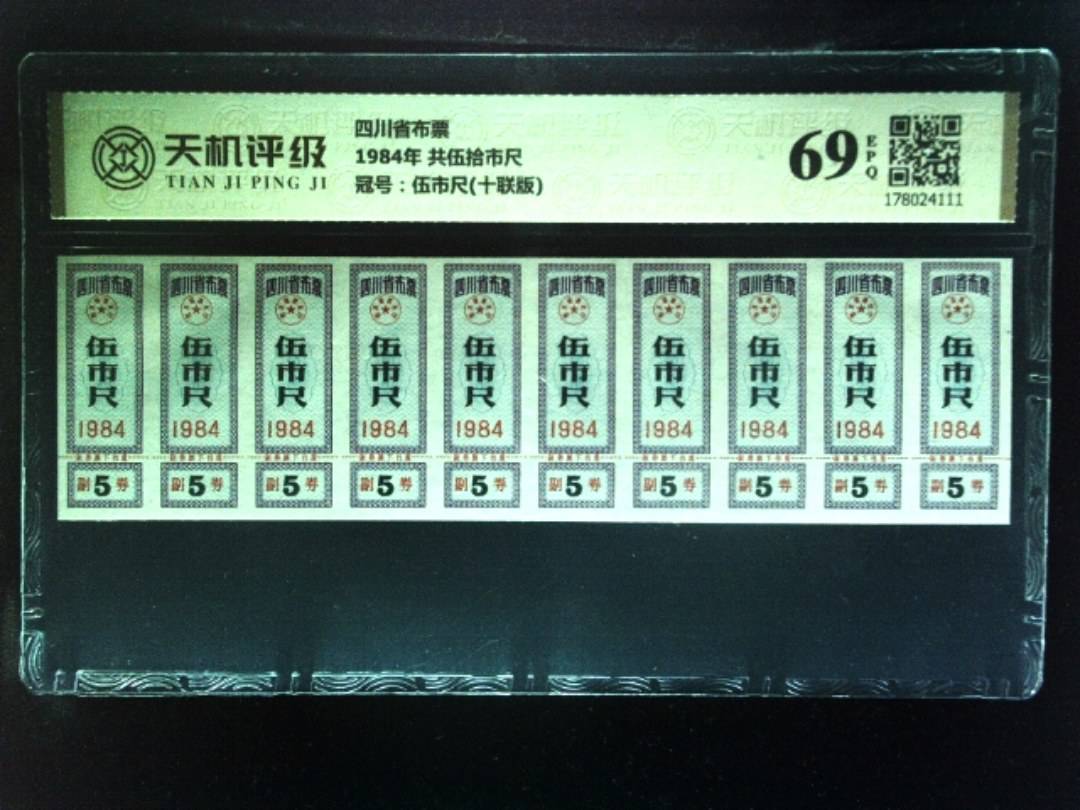 天机评级
TIAN JI PING JI
四川省布票
1984年 共伍拾市尺
冠号：伍市尺(十联版)
69
EPQ
178024111
四川省布票 四川省布票 四川省布票 四川省布票 四川省布票 四川省布票 四川省布票 四川省布票 四川省布票 四川省布票
伍市尺 伍市尺 伍市尺 伍市尺 伍市尺 伍市尺 伍市尺 伍市尺 伍市尺 伍市尺
1984 1984 1984 1984 1984 1984 1984 1984 1984 1984
副5券 副5券 副5券 副5券 副5券 副5券 副5券 副5券 副5券 副5券